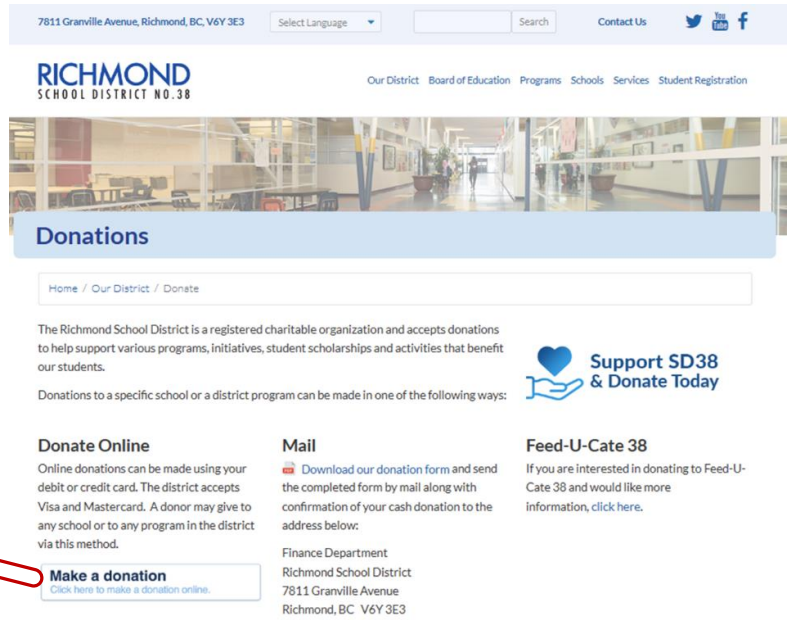 7811 Granville Avenue, Richmond, BC, V6Y 3E3
Select Language
Search
Contact Us
You
Tube
RICHMOND
SCHOOL DISTRICT NO.38
Our District Board of Education Programs Schools Services Student Registration
Donations
Home / Our District / Donate
The Richmond School District is a registered charitable organization and accepts donations
to help support various programs, initiatives, student scholarships and activities that benefit
our students.
Donations to a specific school or a district program can be made in one of the following ways:
Support SD38
& Donate Today
Donate Online
Online donations can be made using your
debit or credit card. The district accepts
Visa and Mastercard. A donor may give to
any school or to any program in the district
via this method.
Make a donation
Click here to make a donation online.
Mail
Download our donation form and send
the completed form by mail along with
confirmation of your cash donation to the
address below:
Finance Department
Richmond School District
7811 Granville Avenue
Richmond, BC V6Y 3E3
Feed-U-Cate 38
If you are interested in donating to Feed-U-
Cate 38 and would like more
information, click here.